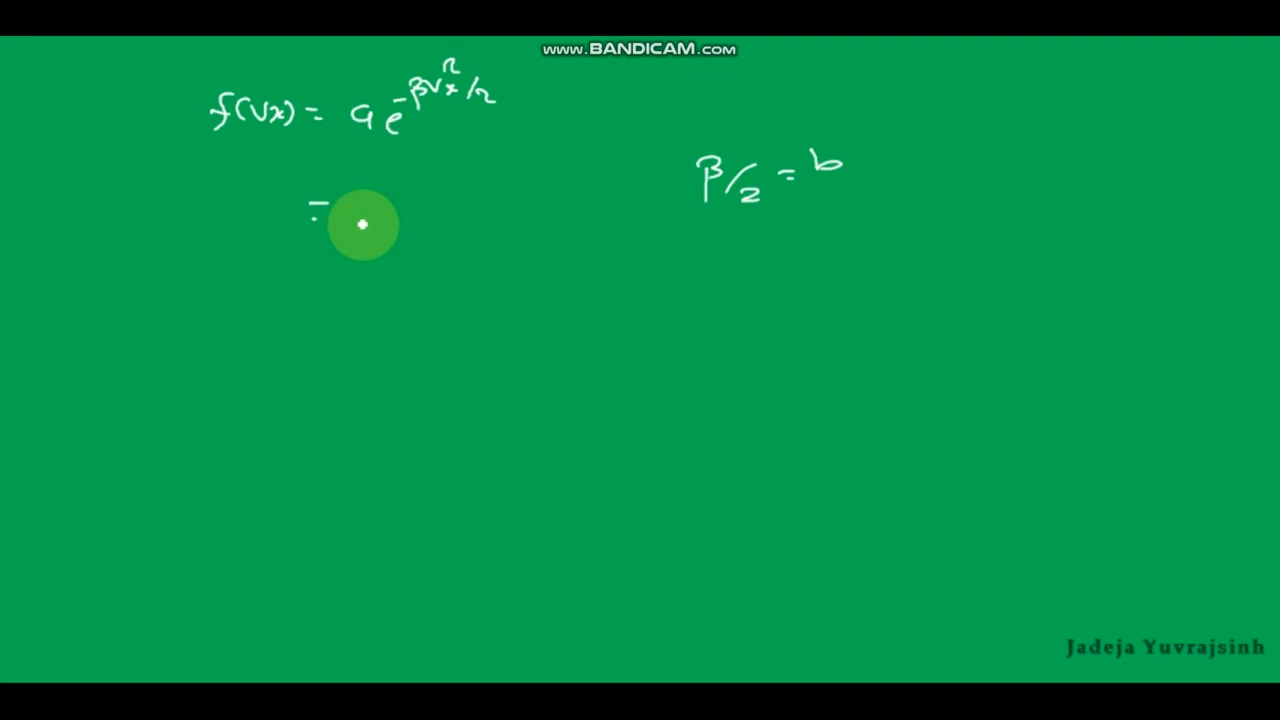 www.BANDICAM.com
f(Vx) = a e^{-βVx²/2}
β/2 = b
=
Jadeja Yuvrajsinh